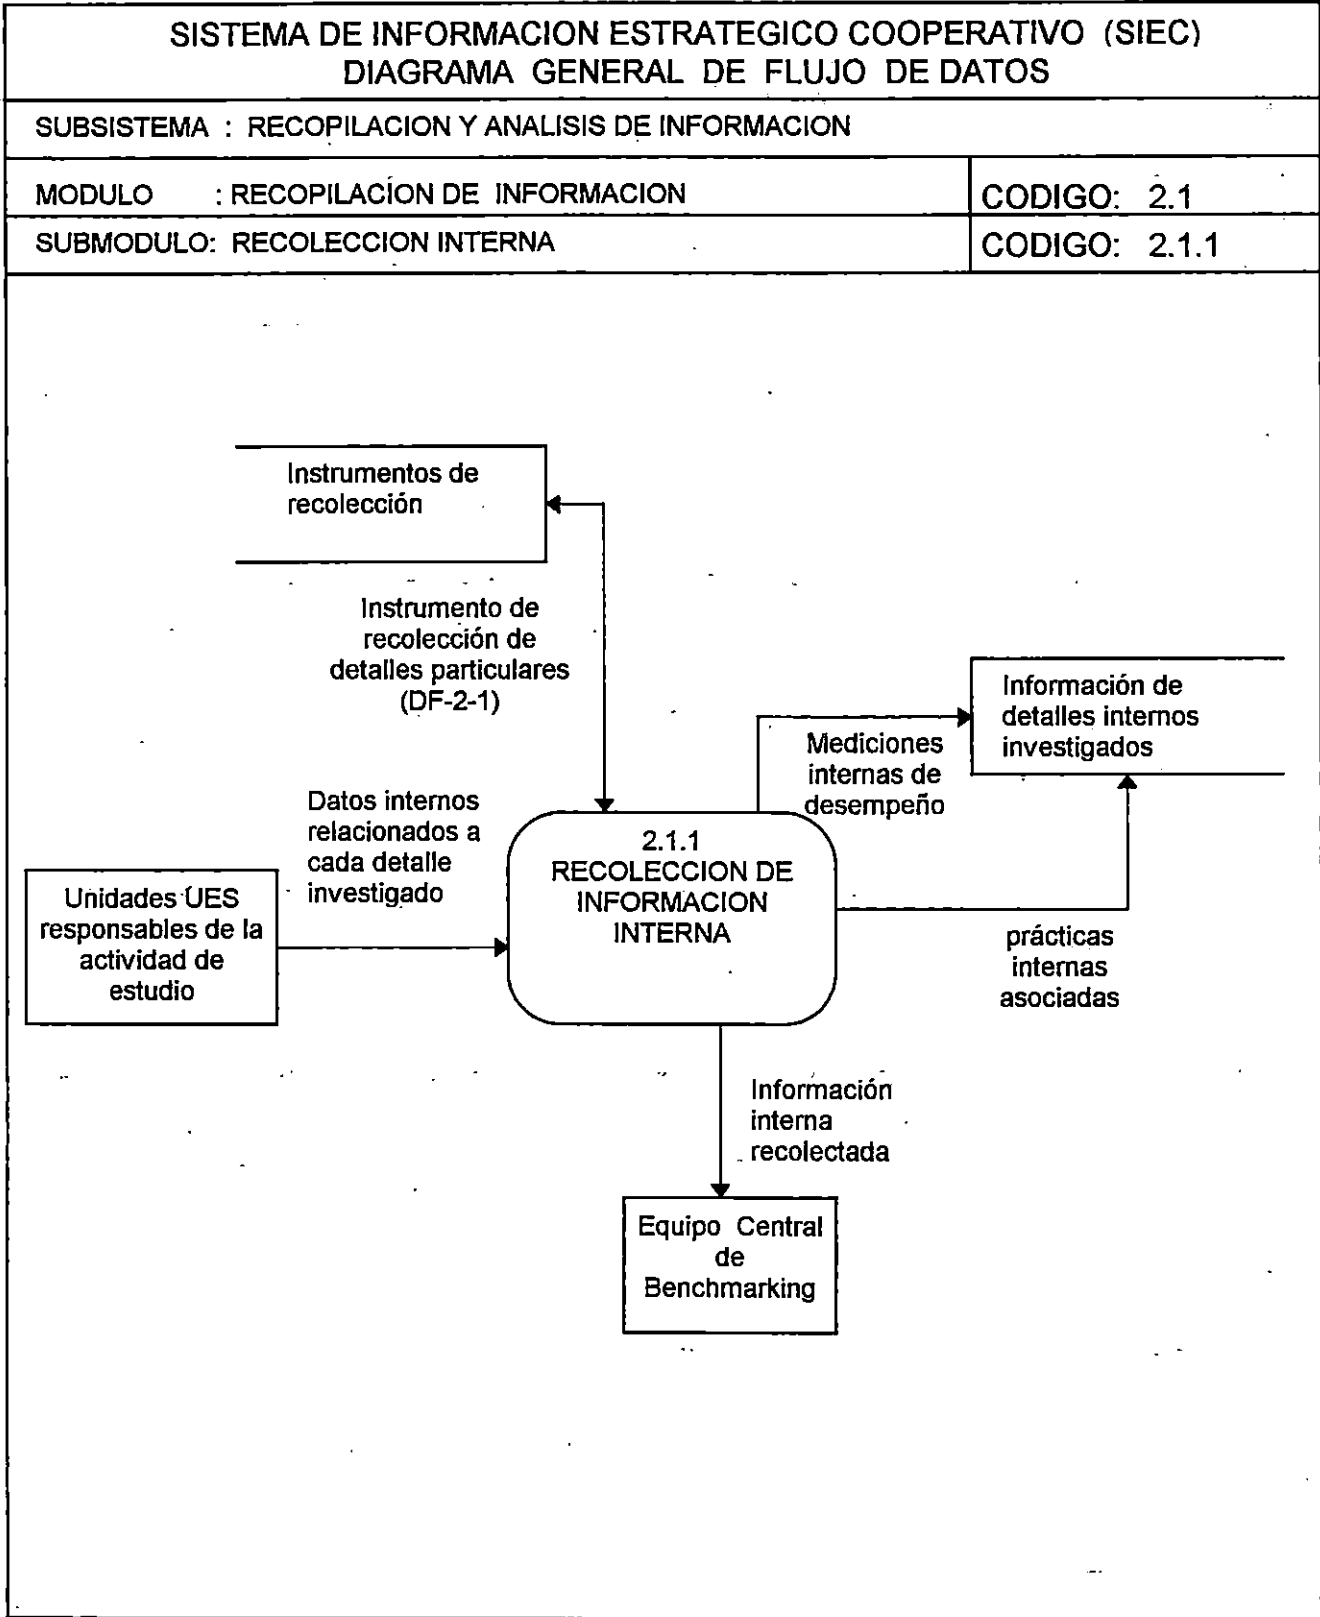 SISTEMA DE INFORMACION ESTRATEGICO COOPERATIVO (SIEC)
DIAGRAMA GENERAL DE FLUJO DE DATOS
SUBSISTEMA : RECOPILACION Y ANALISIS DE INFORMACION
MODULO : RECOPILACION DE INFORMACION
CODIGO: 2.1
SUBMODULO: RECOLECCION INTERNA
CODIGO: 2.1.1
Instrumentos de
recolección
Instrumento de
recolección de
detalles particulares
(DF-2-1)
Información de
detalles internos
investigados
Mediciones
internas de
desempeño
Datos internos
relacionados a
cada detalle
investigado
2.1.1
RECOLECCION DE
INFORMACION
INTERNA
Unidades UES
responsables de la
actividad de
estudio
prácticas
internas
asociadas
Información
interna
recolectada
Equipo Central
de
Benchmarking